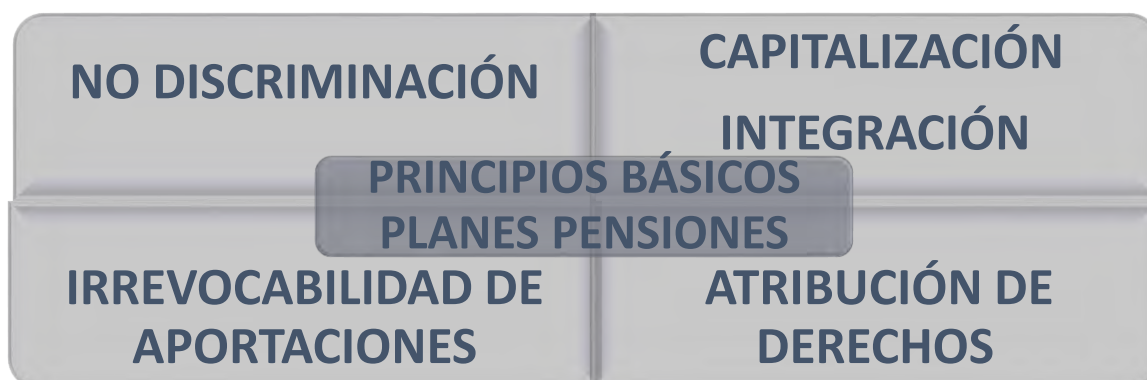 NO DISCRIMINACIÓN
CAPITALIZACIÓN
INTEGRACIÓN
PRINCIPIOS BÁSICOS
PLANES PENSIONES
IRREVOCABILIDAD DE
APORTACIONES
ATRIBUCIÓN DE
DERECHOS